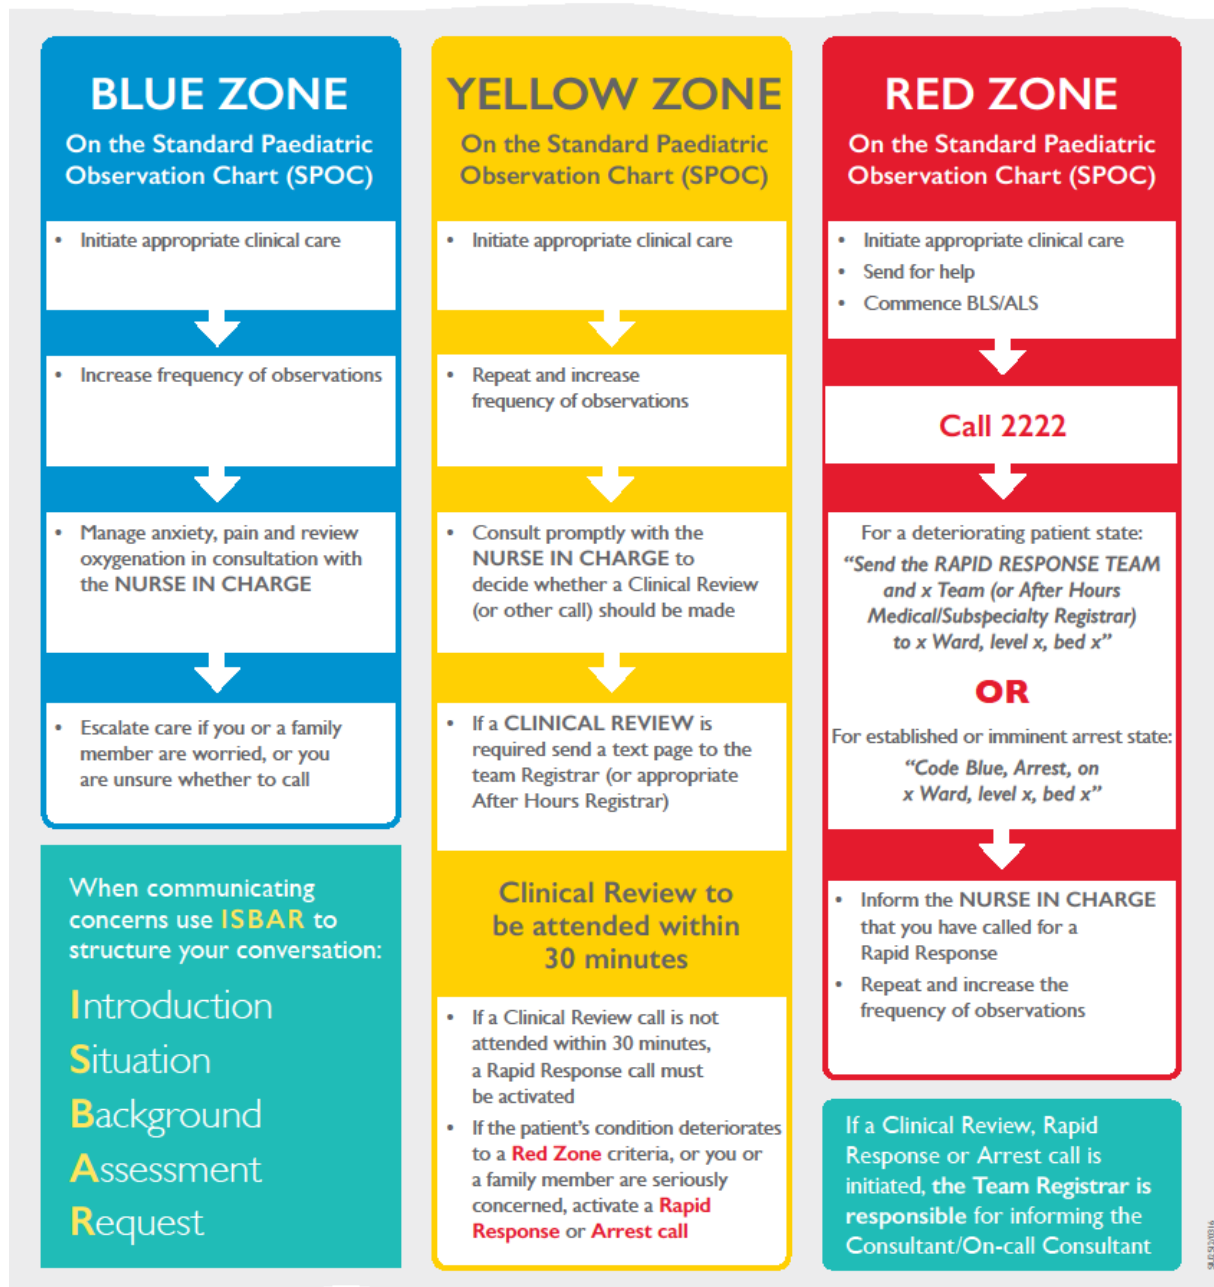 BLUE ZONE
On the Standard Paediatric
Observation Chart (SPOC)
• Initiate appropriate clinical care
• Increase frequency of observations
• Manage anxiety, pain and review
oxygenation in consultation with
the NURSE IN CHARGE
• Escalate care if you or a family
member are worried, or you
are unsure whether to call
When communicating
concerns use ISBAR to
structure your conversation:
Introduction
Situation
Background
Assessment
Request
YELLOW ZONE
On the Standard Paediatric
Observation Chart (SPOC)
• Initiate appropriate clinical care
• Repeat and increase
frequency of observations
• Consult promptly with the
NURSE IN CHARGE to
decide whether a Clinical Review
(or other call) should be made
• If a CLINICAL REVIEW is
required send a text page to the
team Registrar (or appropriate
After Hours Registrar)
Clinical Review to
be attended within
30 minutes
• If a Clinical Review call is not
attended within 30 minutes,
a Rapid Response call must
be activated
• If the patient's condition deteriorates
to a Red Zone criteria, or you or
a family member are seriously
concerned, activate a Rapid
Response or Arrest call
RED ZONE
On the Standard Paediatric
Observation Chart (SPOC)
• Initiate appropriate clinical care
• Send for help
• Commence BLS/ALS
Call 2222
For a deteriorating patient state:
“Send the RAPID RESPONSE TEAM
and x Team (or After Hours
Medical/Subspecialty Registrar)
to x Ward, level x, bed x”
OR
For established or imminent arrest state:
“Code Blue, Arrest, on
x Ward, level x, bed x”
• Inform the NURSE IN CHARGE
that you have called for a
Rapid Response
• Repeat and increase the
frequency of observations
If a Clinical Review, Rapid
Response or Arrest call is
initiated, the Team Registrar is
responsible for informing the
Consultant/On-call Consultant